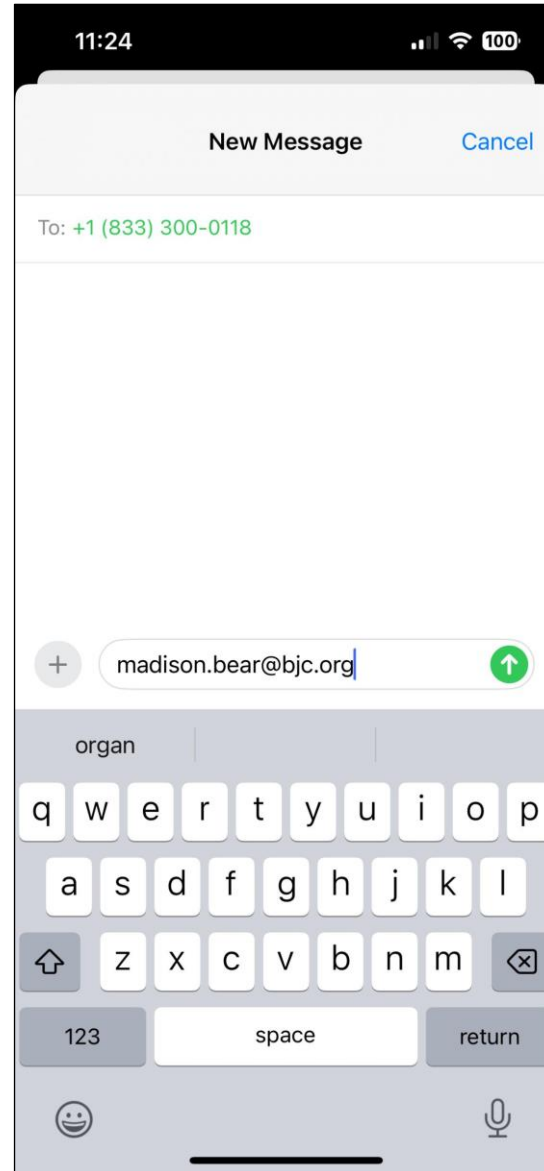 11:24
100
New Message
Cancel
To: +1 (833) 300-0118
madison.bear@bjc.org
organ
q w e r t y u i o p
a s d f g h j k l
z x c v b n m
123 space return